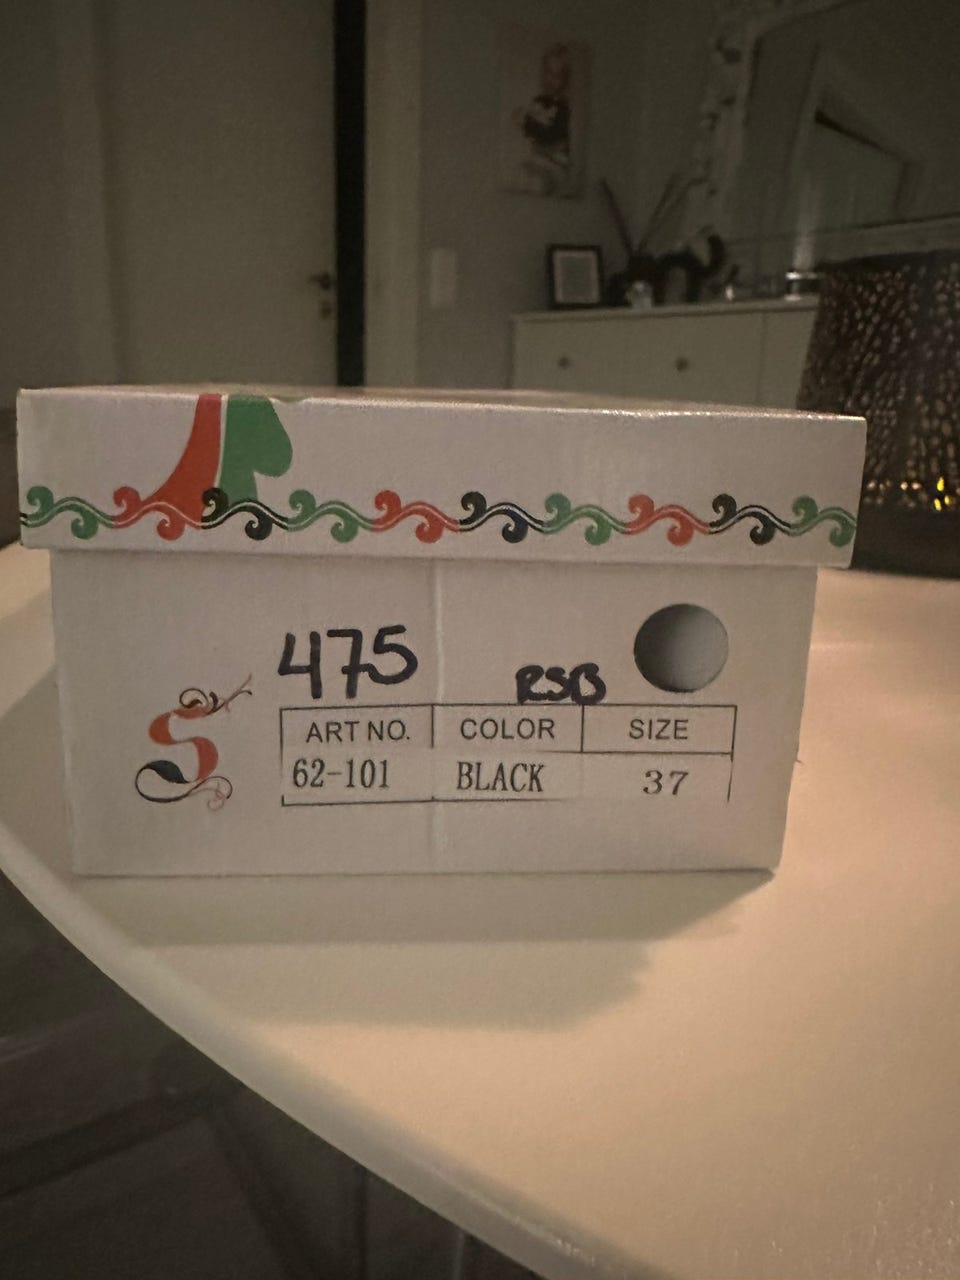 475
RSB
S
ART NO. COLOR SIZE
62-101 BLACK 37